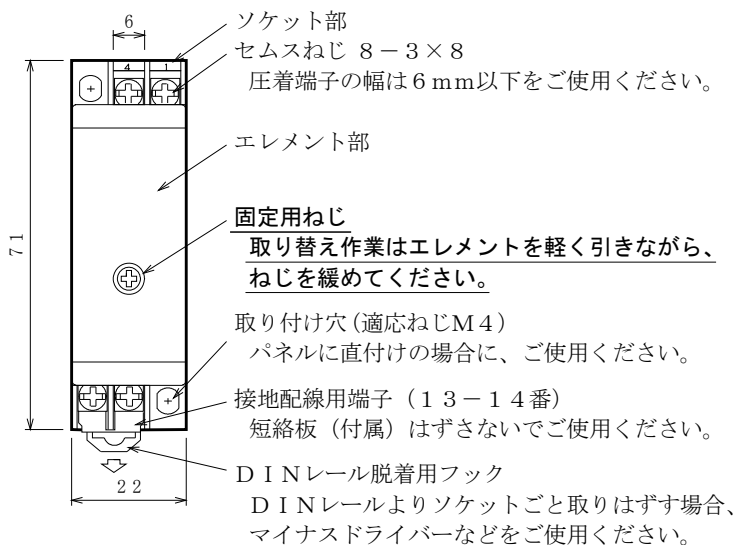 6
ソケット部
セムスねじ ８－３×８
圧着端子の幅は６ｍｍ以下をご使用ください。
4 1
エレメント部
71
固定用ねじ
取り替え作業はエレメントを軽く引きながら、
ねじを緩めてください。
取り付け穴(適応ねじＭ４)
パネルに直付けの場合に、ご使用ください。
接地配線用端子（１３－１４番）
短絡板（付属）はずさないでご使用ください。
ＤＩＮレール脱着用フック
22
ＤＩＮレールよりソケットごと取りはずす場合、
マイナスドライバーなどをご使用ください。